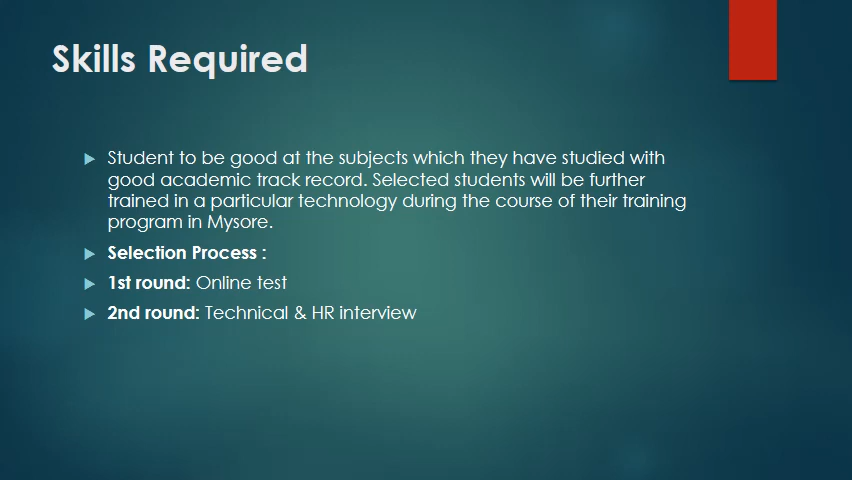 Skills Required
Student to be good at the subjects which they have studied with
good academic track record. Selected students will be further
trained in a particular technology during the course of their training
program in Mysore.
Selection Process :
1st round: Online test
2nd round: Technical & HR interview